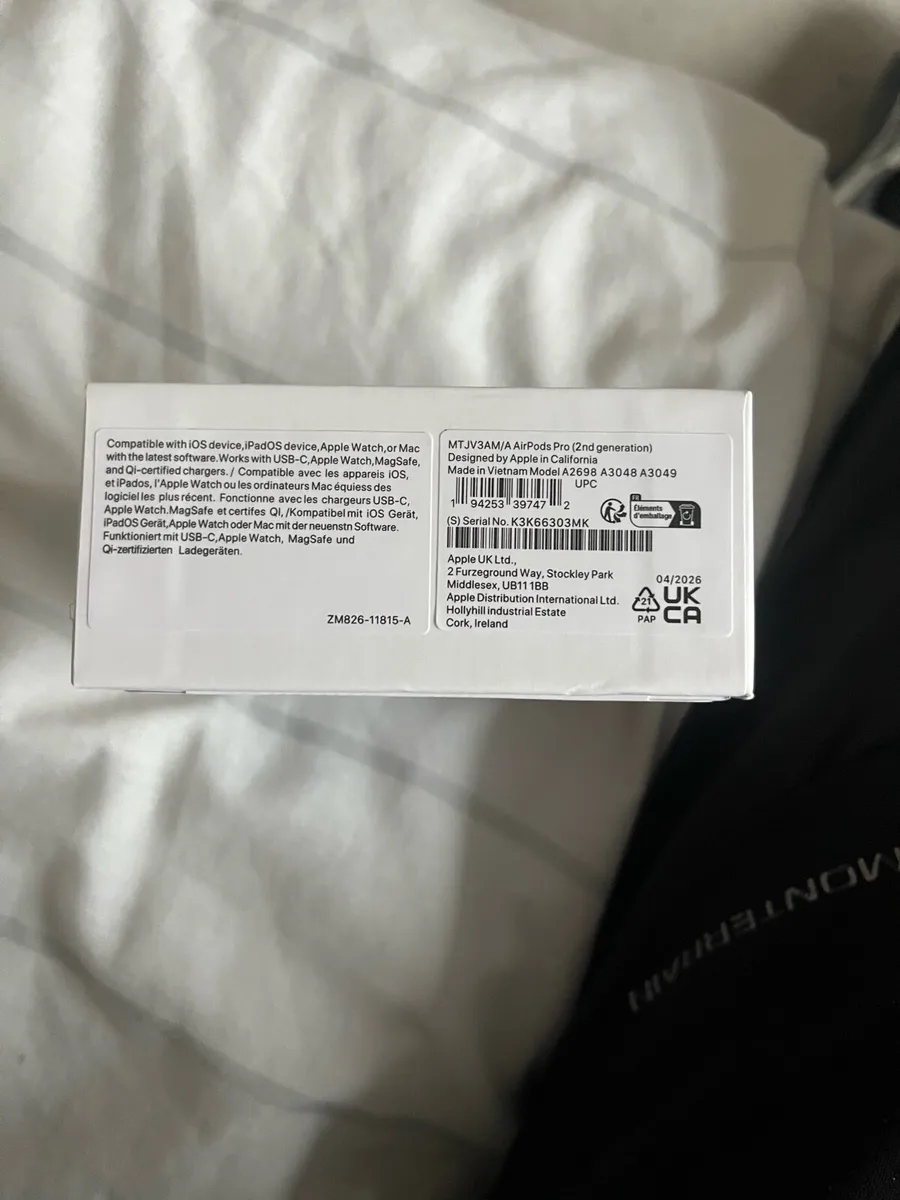 Compatible with iOS device,iPadOS device,Apple Watch,or Mac
with the latest software.Works with USB-C,Apple Watch,MagSafe,
and Qi-certified chargers. / Compatible avec les appareils iOS,
et iPados, l'Apple Watch ou les ordinateurs Mac équiess des
logiciel les plus récent. Fonctionne avec les chargeurs USB-C,
Apple Watch.MagSafe et certifes QI, /Kompatibel mit iOS Gerät,
iPadOS Gerät,Apple Watch oder Mac mit der neuenstn Software.
Funktioniert mit USB-C,Apple Watch, MagSafe und
Qi-zertifizierten Ladegeräten.
ZM826-11815-A
MTJV3AM/A AirPods Pro (2nd generation)
Designed by Apple in California
Made in Vietnam Model A2698 A3048 A3049
UPC
1 94253 39747 2
FR
Éléments
d'emballage
(S) Serial No. K3K66303MK
Apple UK Ltd.,
2 Furzeground Way, Stockley Park
Middlesex, UB11 1BB
Apple Distribution International Ltd.
Hollyhill industrial Estate
Cork, Ireland
04/2026
21
PAP
UK
CA
MONTERRAIN